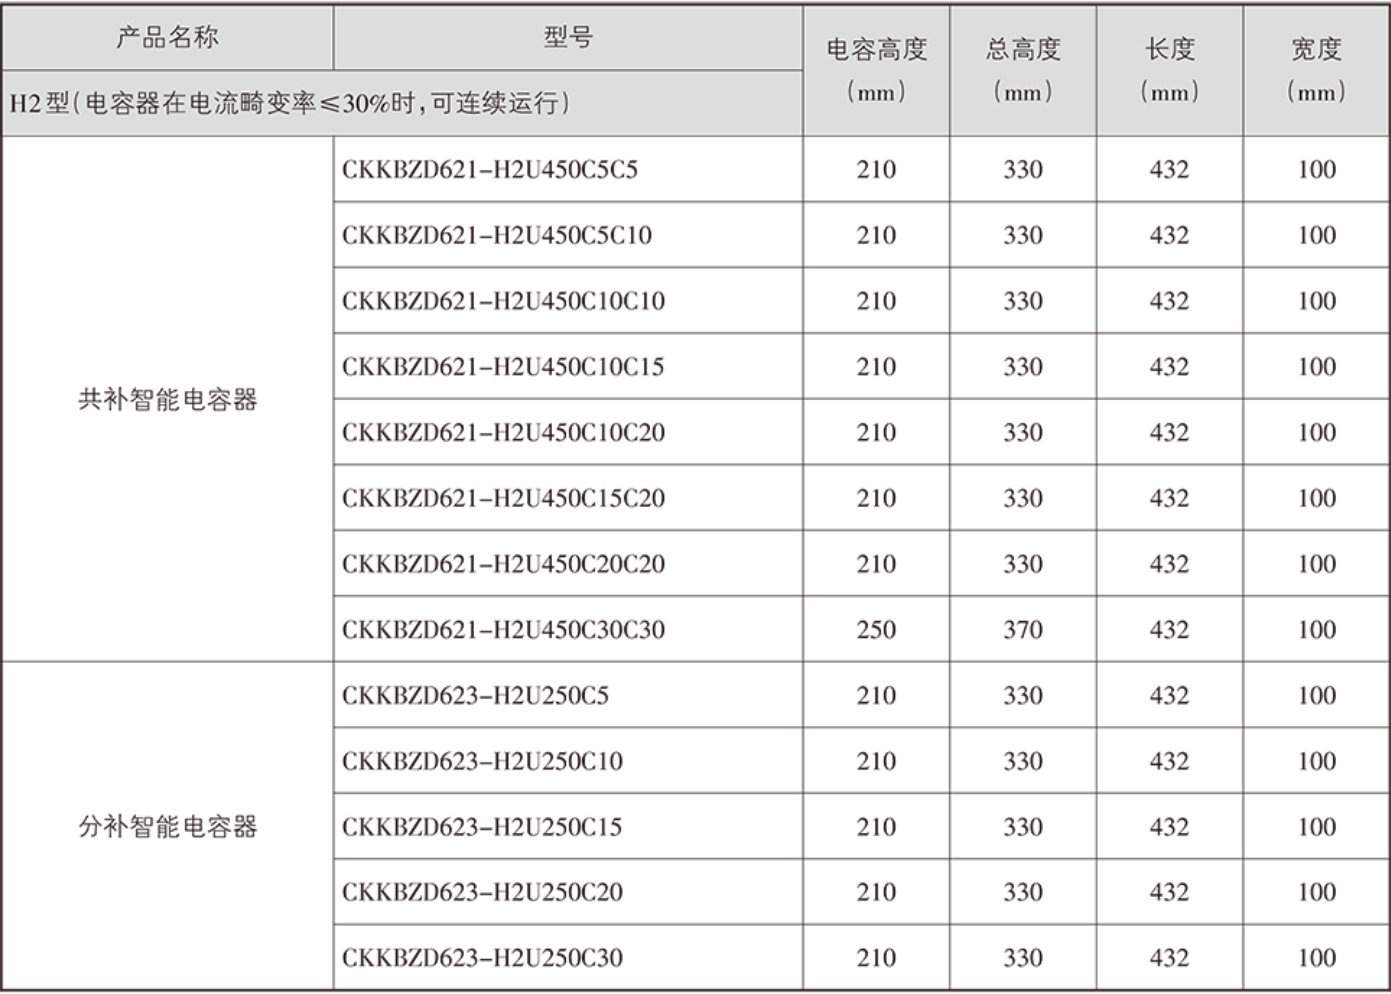 产品名称 型号 电容高度 总高度 长度 宽度
(mm) (mm) (mm) (mm)
H2型(电容器在电流畸变率≤30%时,可连续运行)
共补智能电容器
CKKBZD621-H2U450C5C5 210 330 432 100
CKKBZD621-H2U450C5C10 210 330 432 100
CKKBZD621-H2U450C10C10 210 330 432 100
CKKBZD621-H2U450C10C15 210 330 432 100
CKKBZD621-H2U450C10C20 210 330 432 100
CKKBZD621-H2U450C15C20 210 330 432 100
CKKBZD621-H2U450C20C20 210 330 432 100
CKKBZD621-H2U450C30C30 250 370 432 100
分补智能电容器
CKKBZD623-H2U250C5 210 330 432 100
CKKBZD623-H2U250C10 210 330 432 100
CKKBZD623-H2U250C15 210 330 432 100
CKKBZD623-H2U250C20 210 330 432 100
CKKBZD623-H2U250C30 210 330 432 100